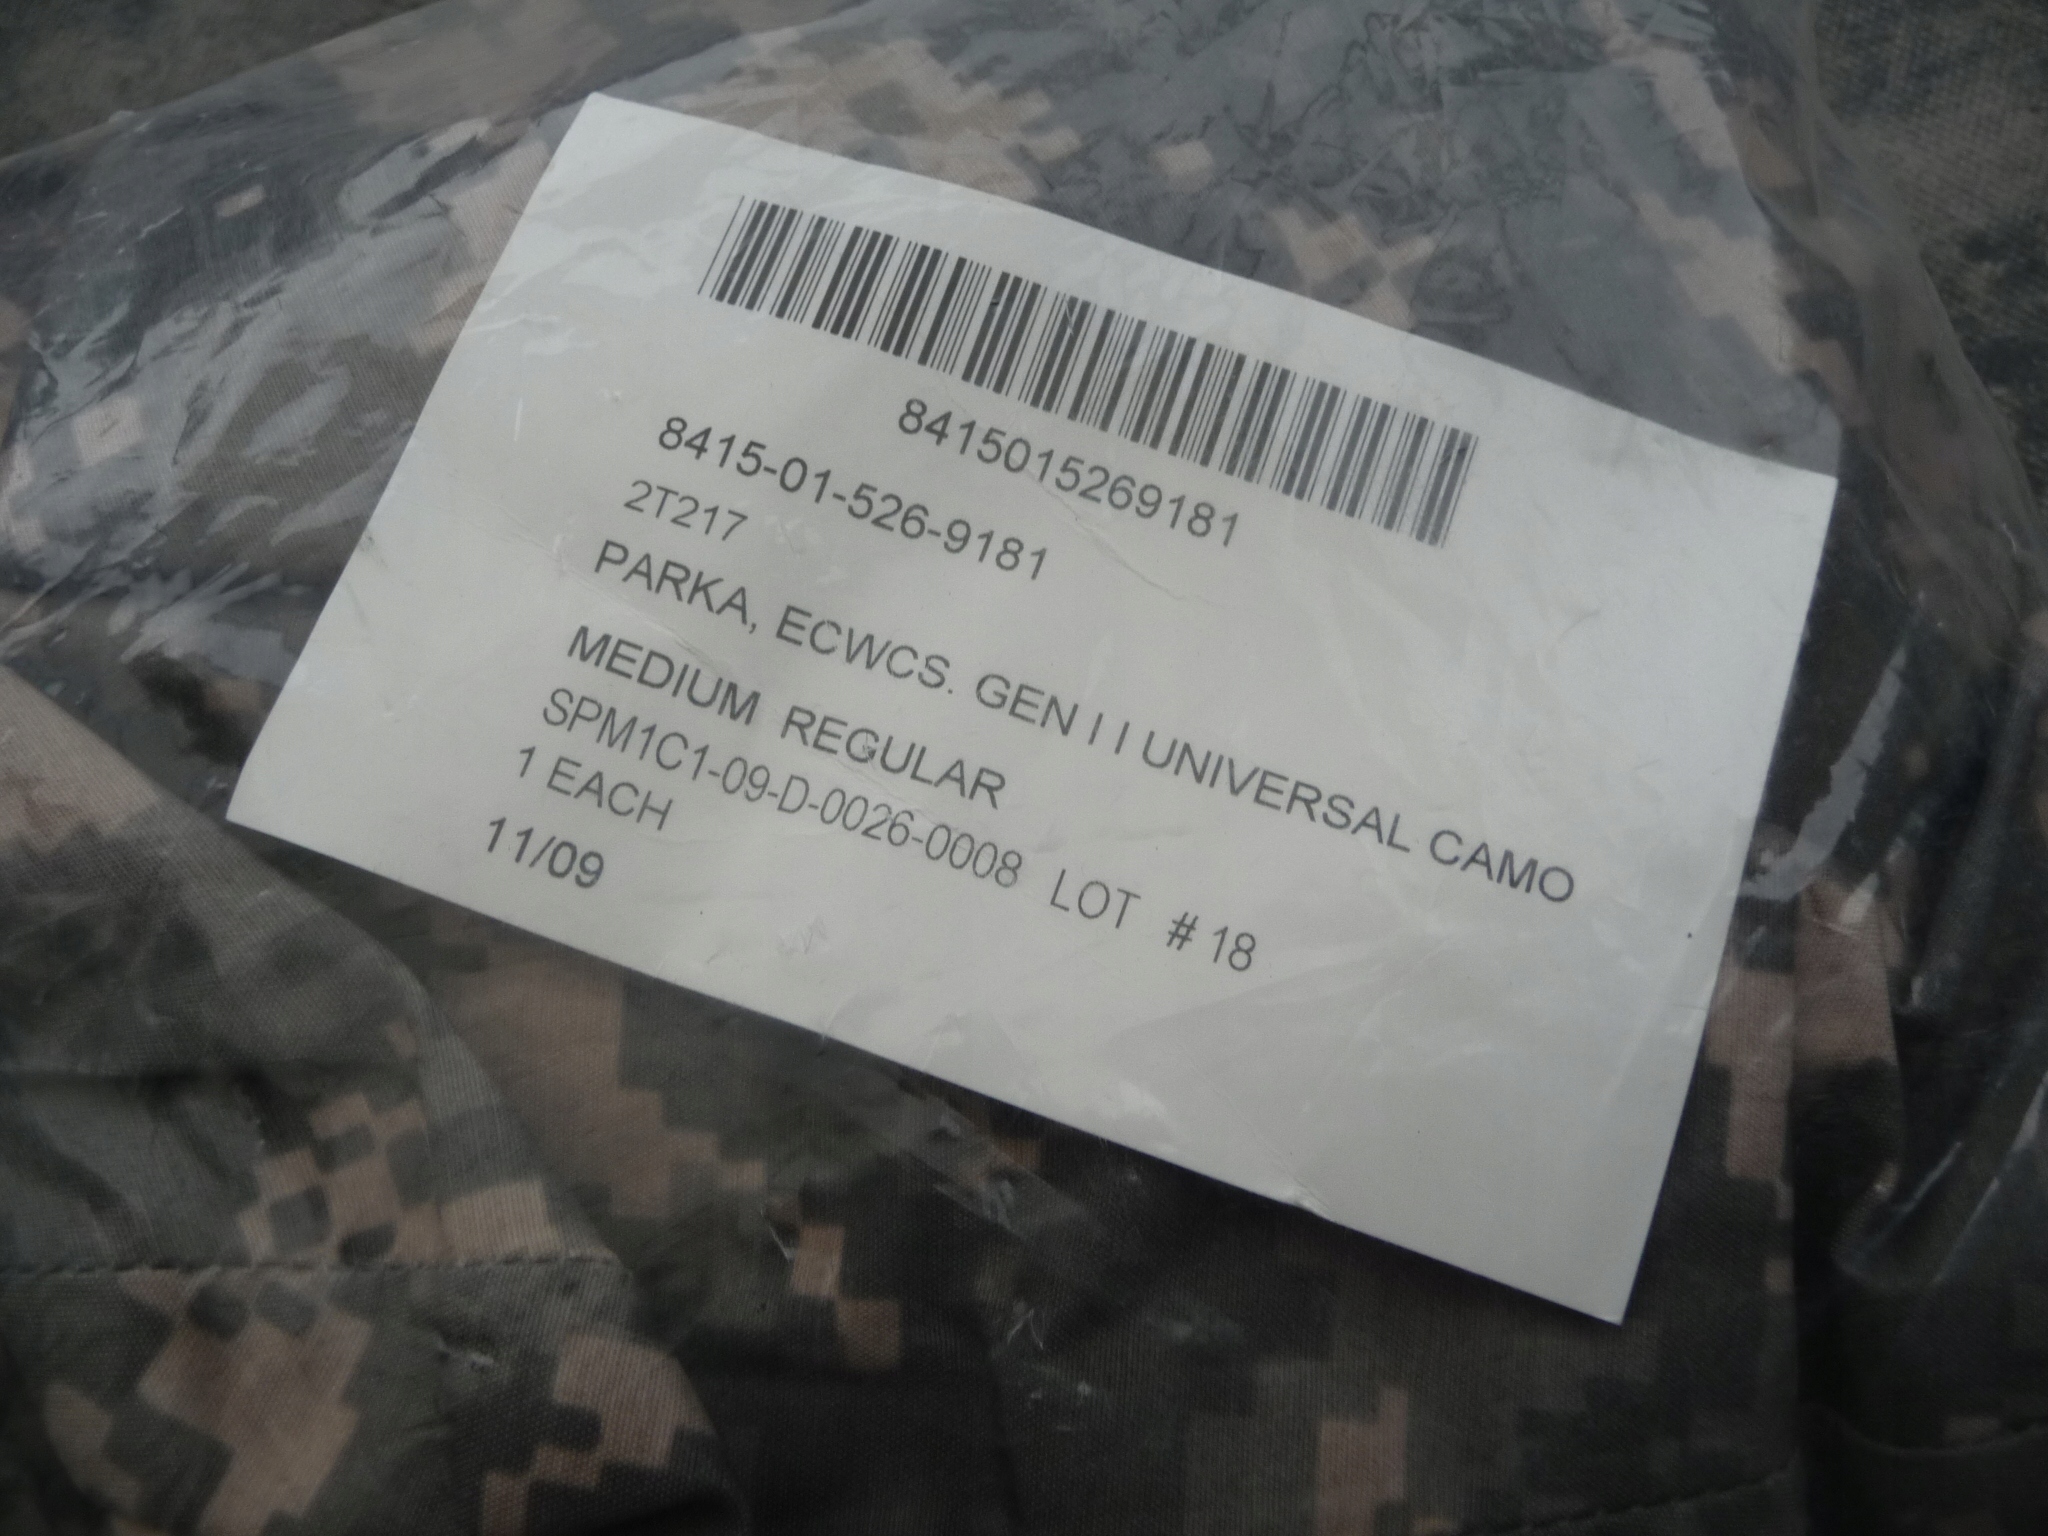 8415015269181
8415-01-526-9181
2T217
PARKA, ECWCS. GEN I I UNIVERSAL CAMO
MEDIUM REGULAR
SPM1C1-09-D-0026-0008 LOT # 18
1 EACH
11/09